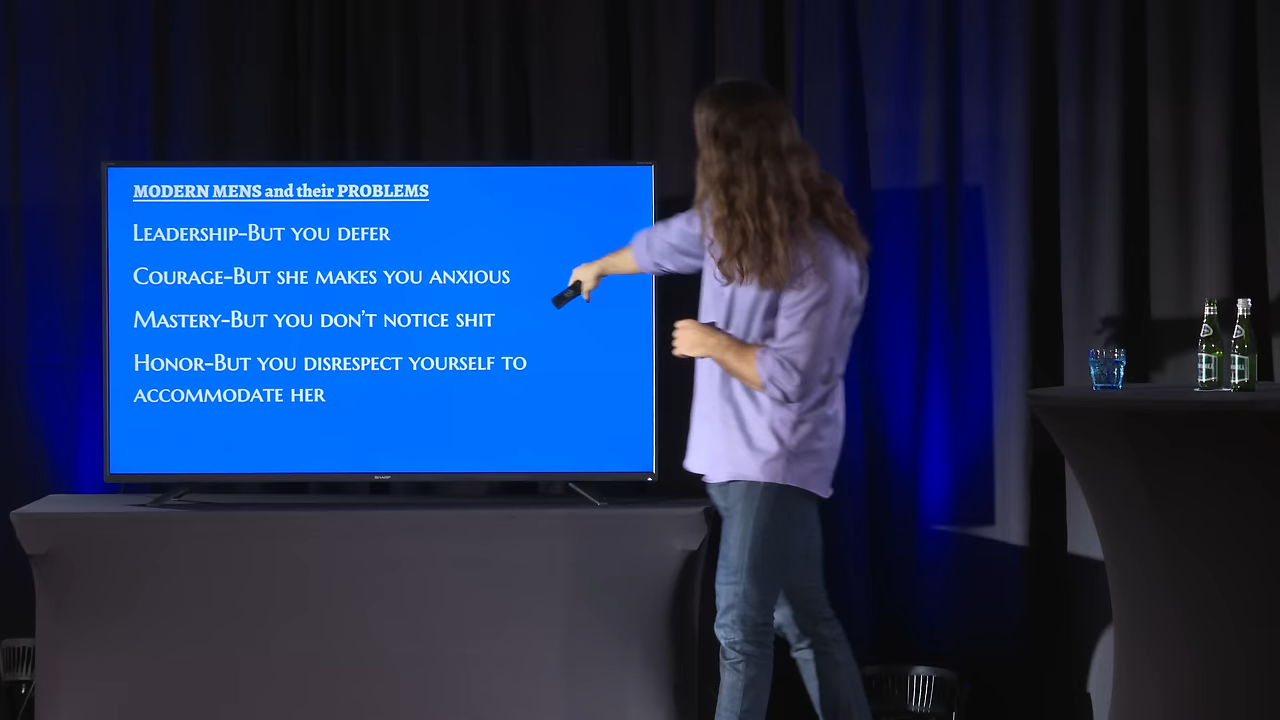 MODERN MENS and their PROBLEMS
LEADERSHIP-BUT YOU DEFER
COURAGE-BUT SHE MAKES YOU ANXIOUS
MASTERY-BUT YOU DON'T NOTICE SHIT
HONOR-BUT YOU DISRESPECT YOURSELF TO
ACCOMMODATE HER
SHARP